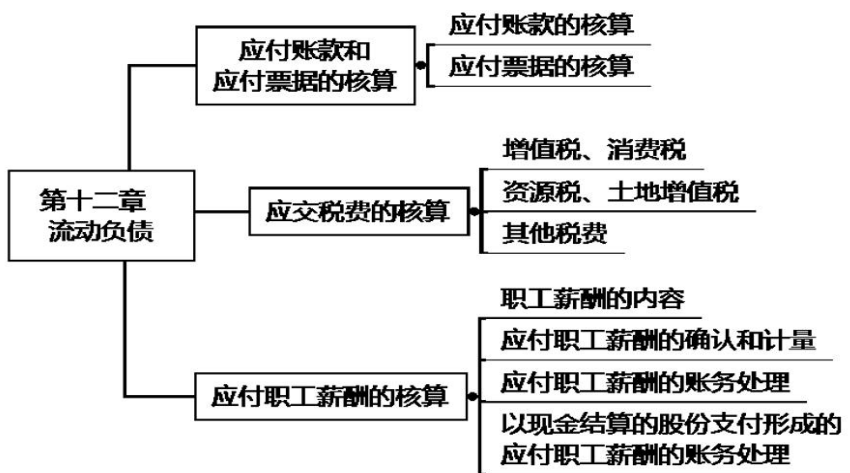 第十二章
流动负债
应付账款和
应付票据的核算
应付账款的核算
应付票据的核算
应交税费的核算
增值税、消费税
资源税、土地增值税
其他税费
应付职工薪酬的核算
职工薪酬的内容
应付职工薪酬的确认和计量
应付职工薪酬的账务处理
以现金结算的股份支付形成的
应付职工薪酬的账务处理